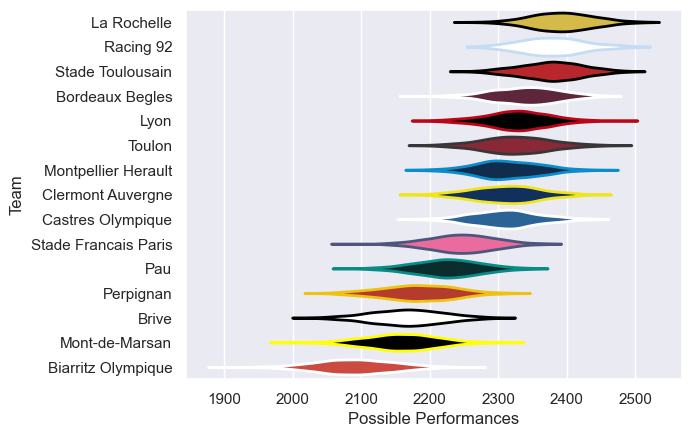 La Rochelle
Racing 92
Stade Toulousain
Bordeaux Begles
Lyon
Toulon
Montpellier Herault
Clermont Auvergne
Castres Olympique
Stade Francais Paris
Pau
Perpignan
Brive
Mont-de-Marsan
Biarritz Olympique
Team
1900 2000 2100 2200 2300 2400 2500
Possible Performances